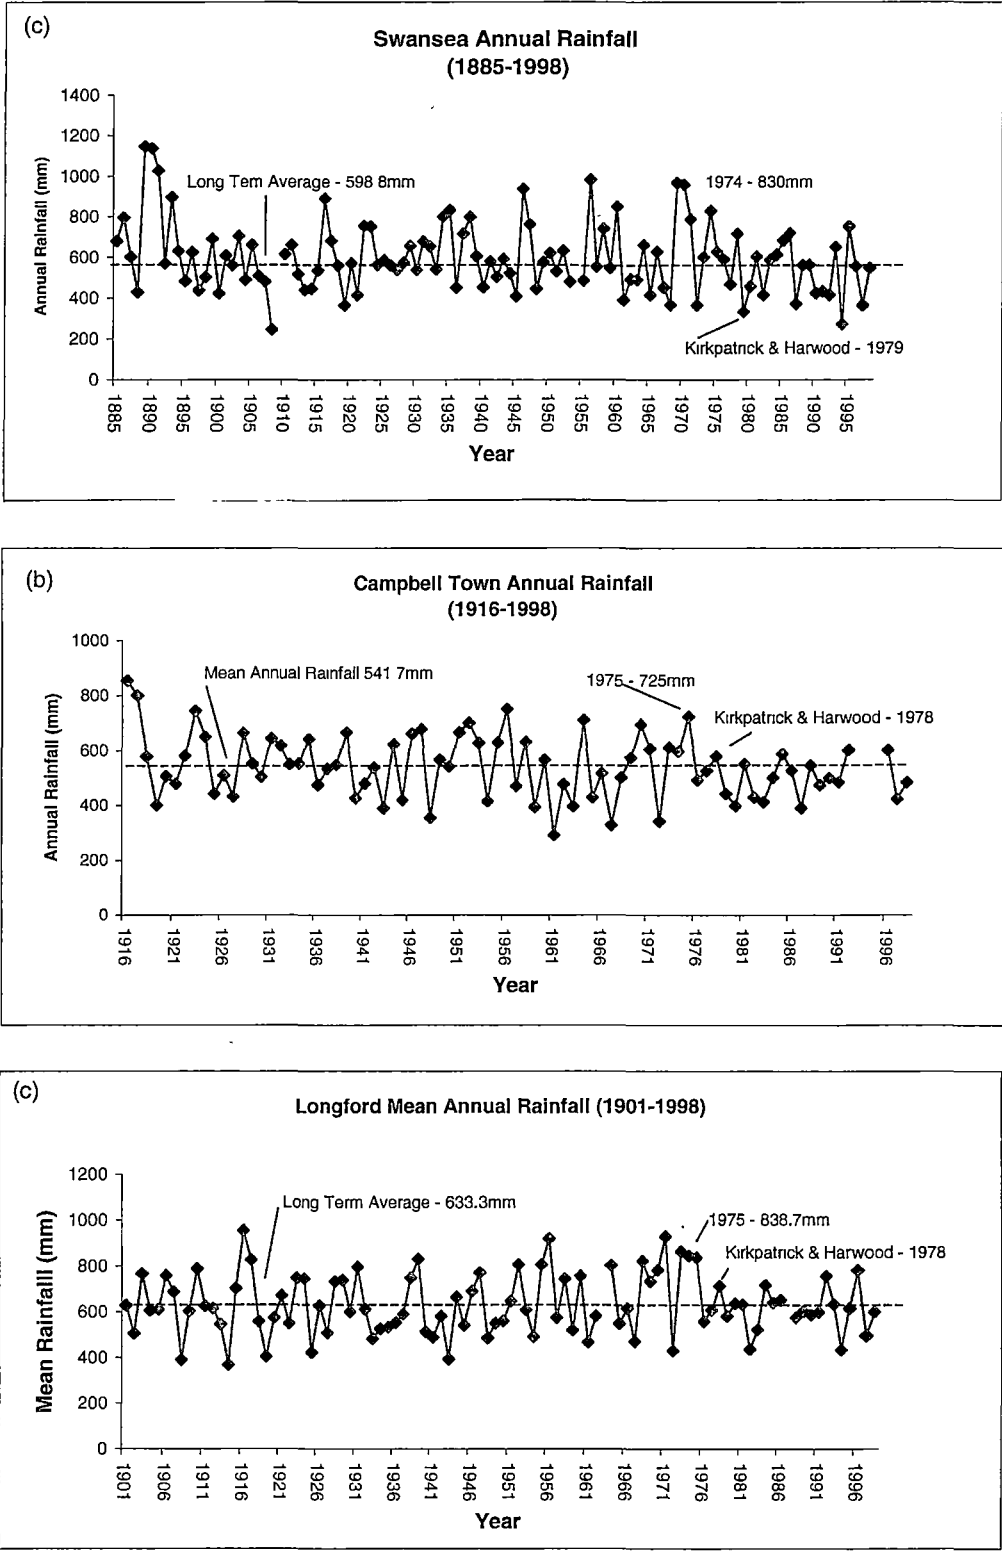 (c)
Swansea Annual Rainfall
(1885-1998)
1400
1200
1000
800
600
400
200
0
Annual Rainfall (mm)
Long Tem Average - 598 8mm
1974 - 830mm
Kırkpatrıck & Harwood - 1979
1885 1890 1895 1900 1905 1910 1915 1920 1925 1930 1935 1940 1945 1950 1955 1960 1965 1970 1975 1980 1985 1990 1995
Year
(b)
Campbell Town Annual Rainfall
(1916-1998)
1000
800
600
400
200
0
Annual Rainfall (mm)
Mean Annual Raınfall 541 7mm
1975 - 725mm
Kırkpatrıck & Harwood - 1978
1916 1921 1926 1931 1936 1941 1946 1951 1956 1961 1966 1971 1976 1981 1986 1991 1996
Year
(c)
Longford Mean Annual Rainfall (1901-1998)
1200
1000
800
600
400
200
0
Mean Rainfalll (mm)
Long Term Average - 633.3mm
1975 - 838.7mm
Kırkpatrıck & Harwood - 1978
1901 1906 1911 1916 1921 1926 1931 1936 1941 1946 1951 1956 1961 1966 1971 1976 1981 1986 1991 1996
Year